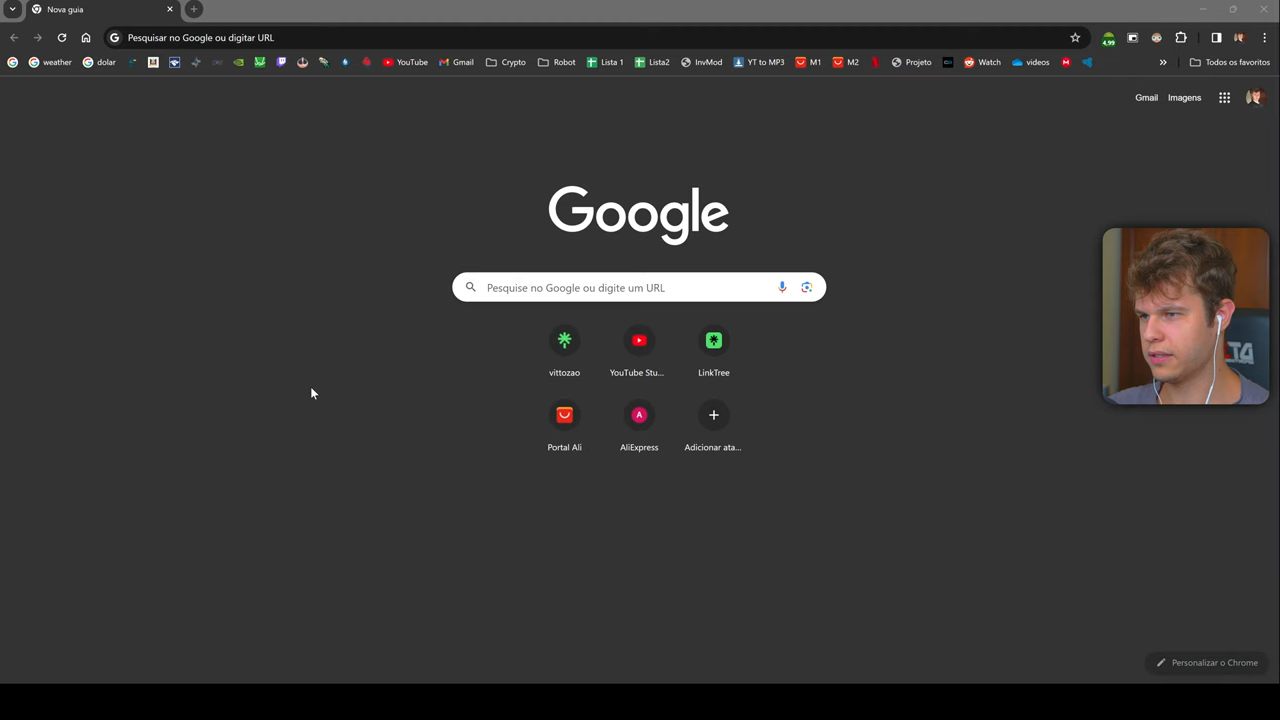 Nova guia
Pesquisar no Google ou digitar URL
weather dolar YouTube Gmail Crypto Robot Lista 1 Lista2 InvMod YT to MP3 M1 M2 Projeto Watch videos Todos os favoritos
4,99
Gmail Imagens
Google
Pesquise no Google ou digite um URL
vittozao YouTube Stu... LinkTree
Portal Ali AliExpress Adicionar ata...
Personalizar o Chrome